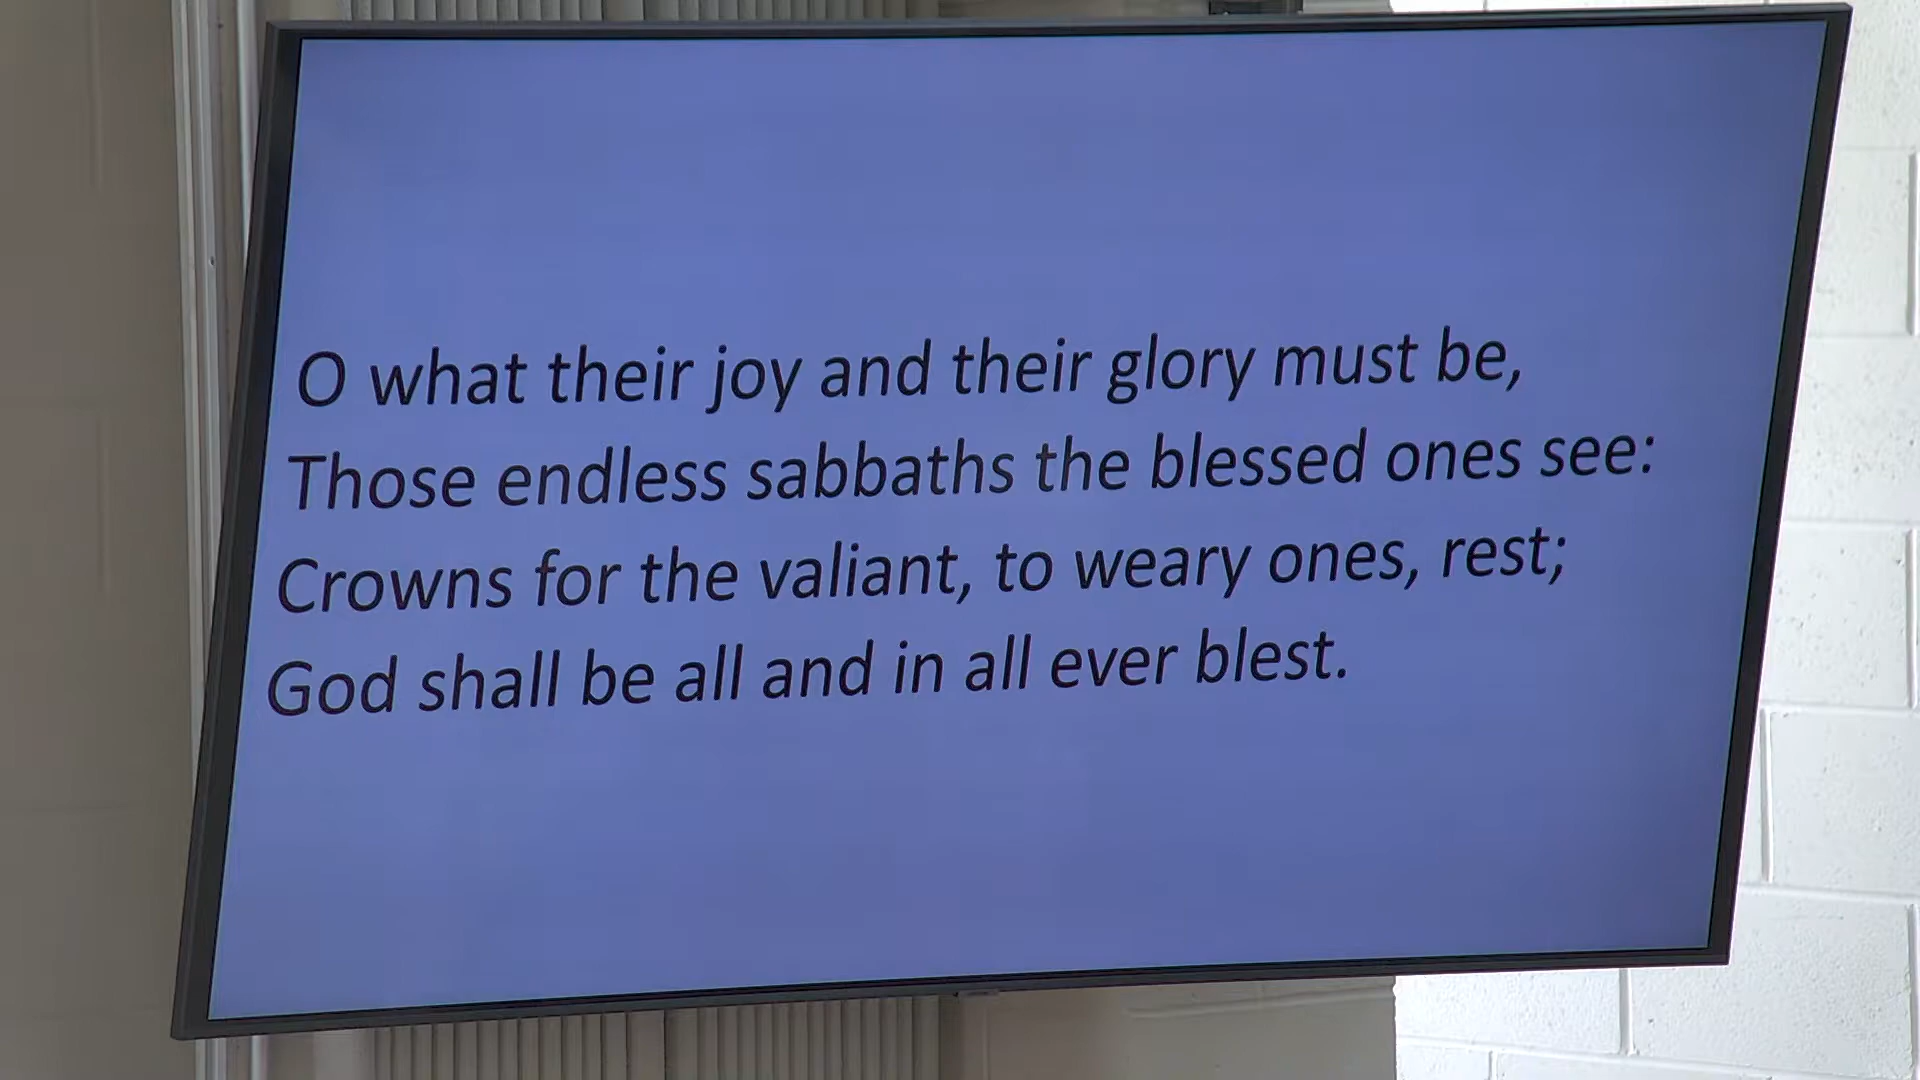 O what their joy and their glory must be,
Those endless sabbaths the blessed ones see:
Crowns for the valiant, to weary ones, rest;
God shall be all and in all ever blest.